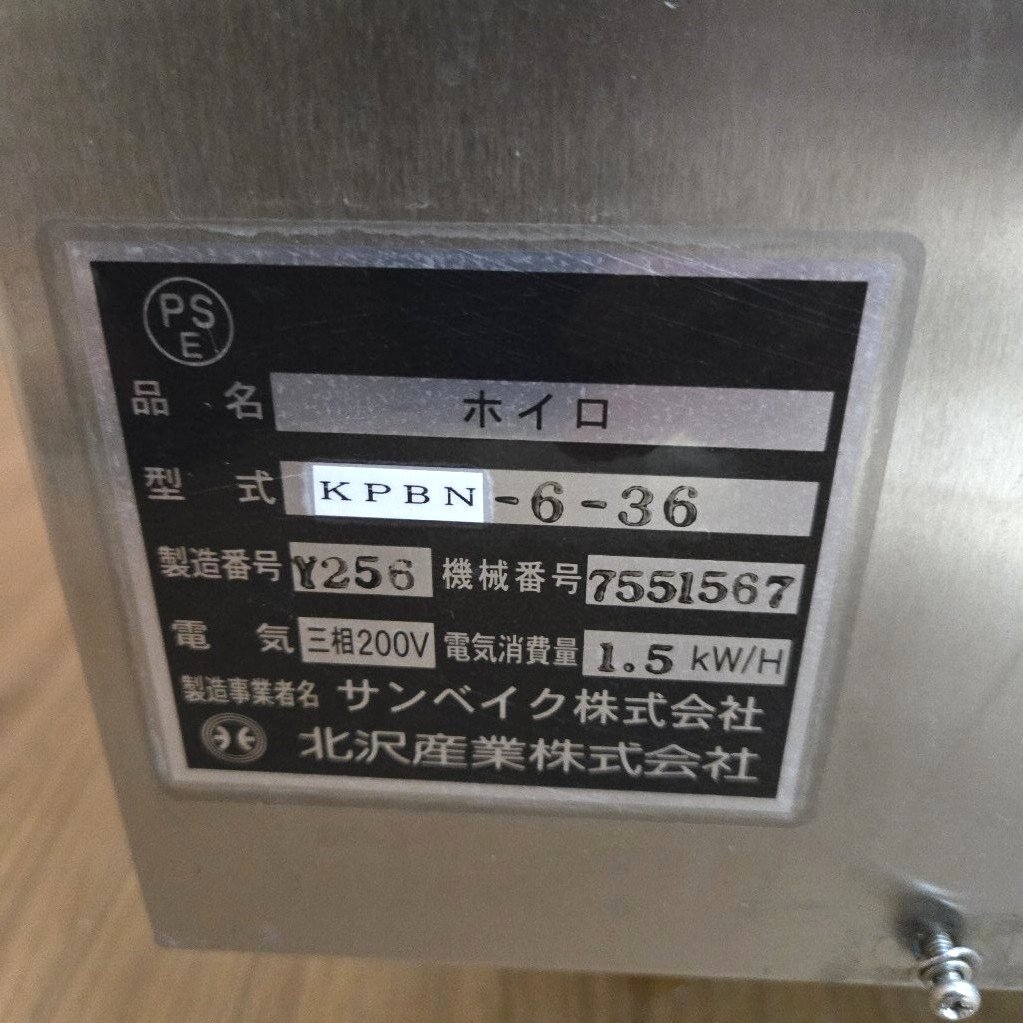 PS
E
品名 ホイロ
型式 KPBN-6-36
製造番号 Y256 機械番号 7551567
電気 三相200V 電気消費量 1.5 kW/H
製造事業者名 サンベイク株式会社
北沢産業株式会社